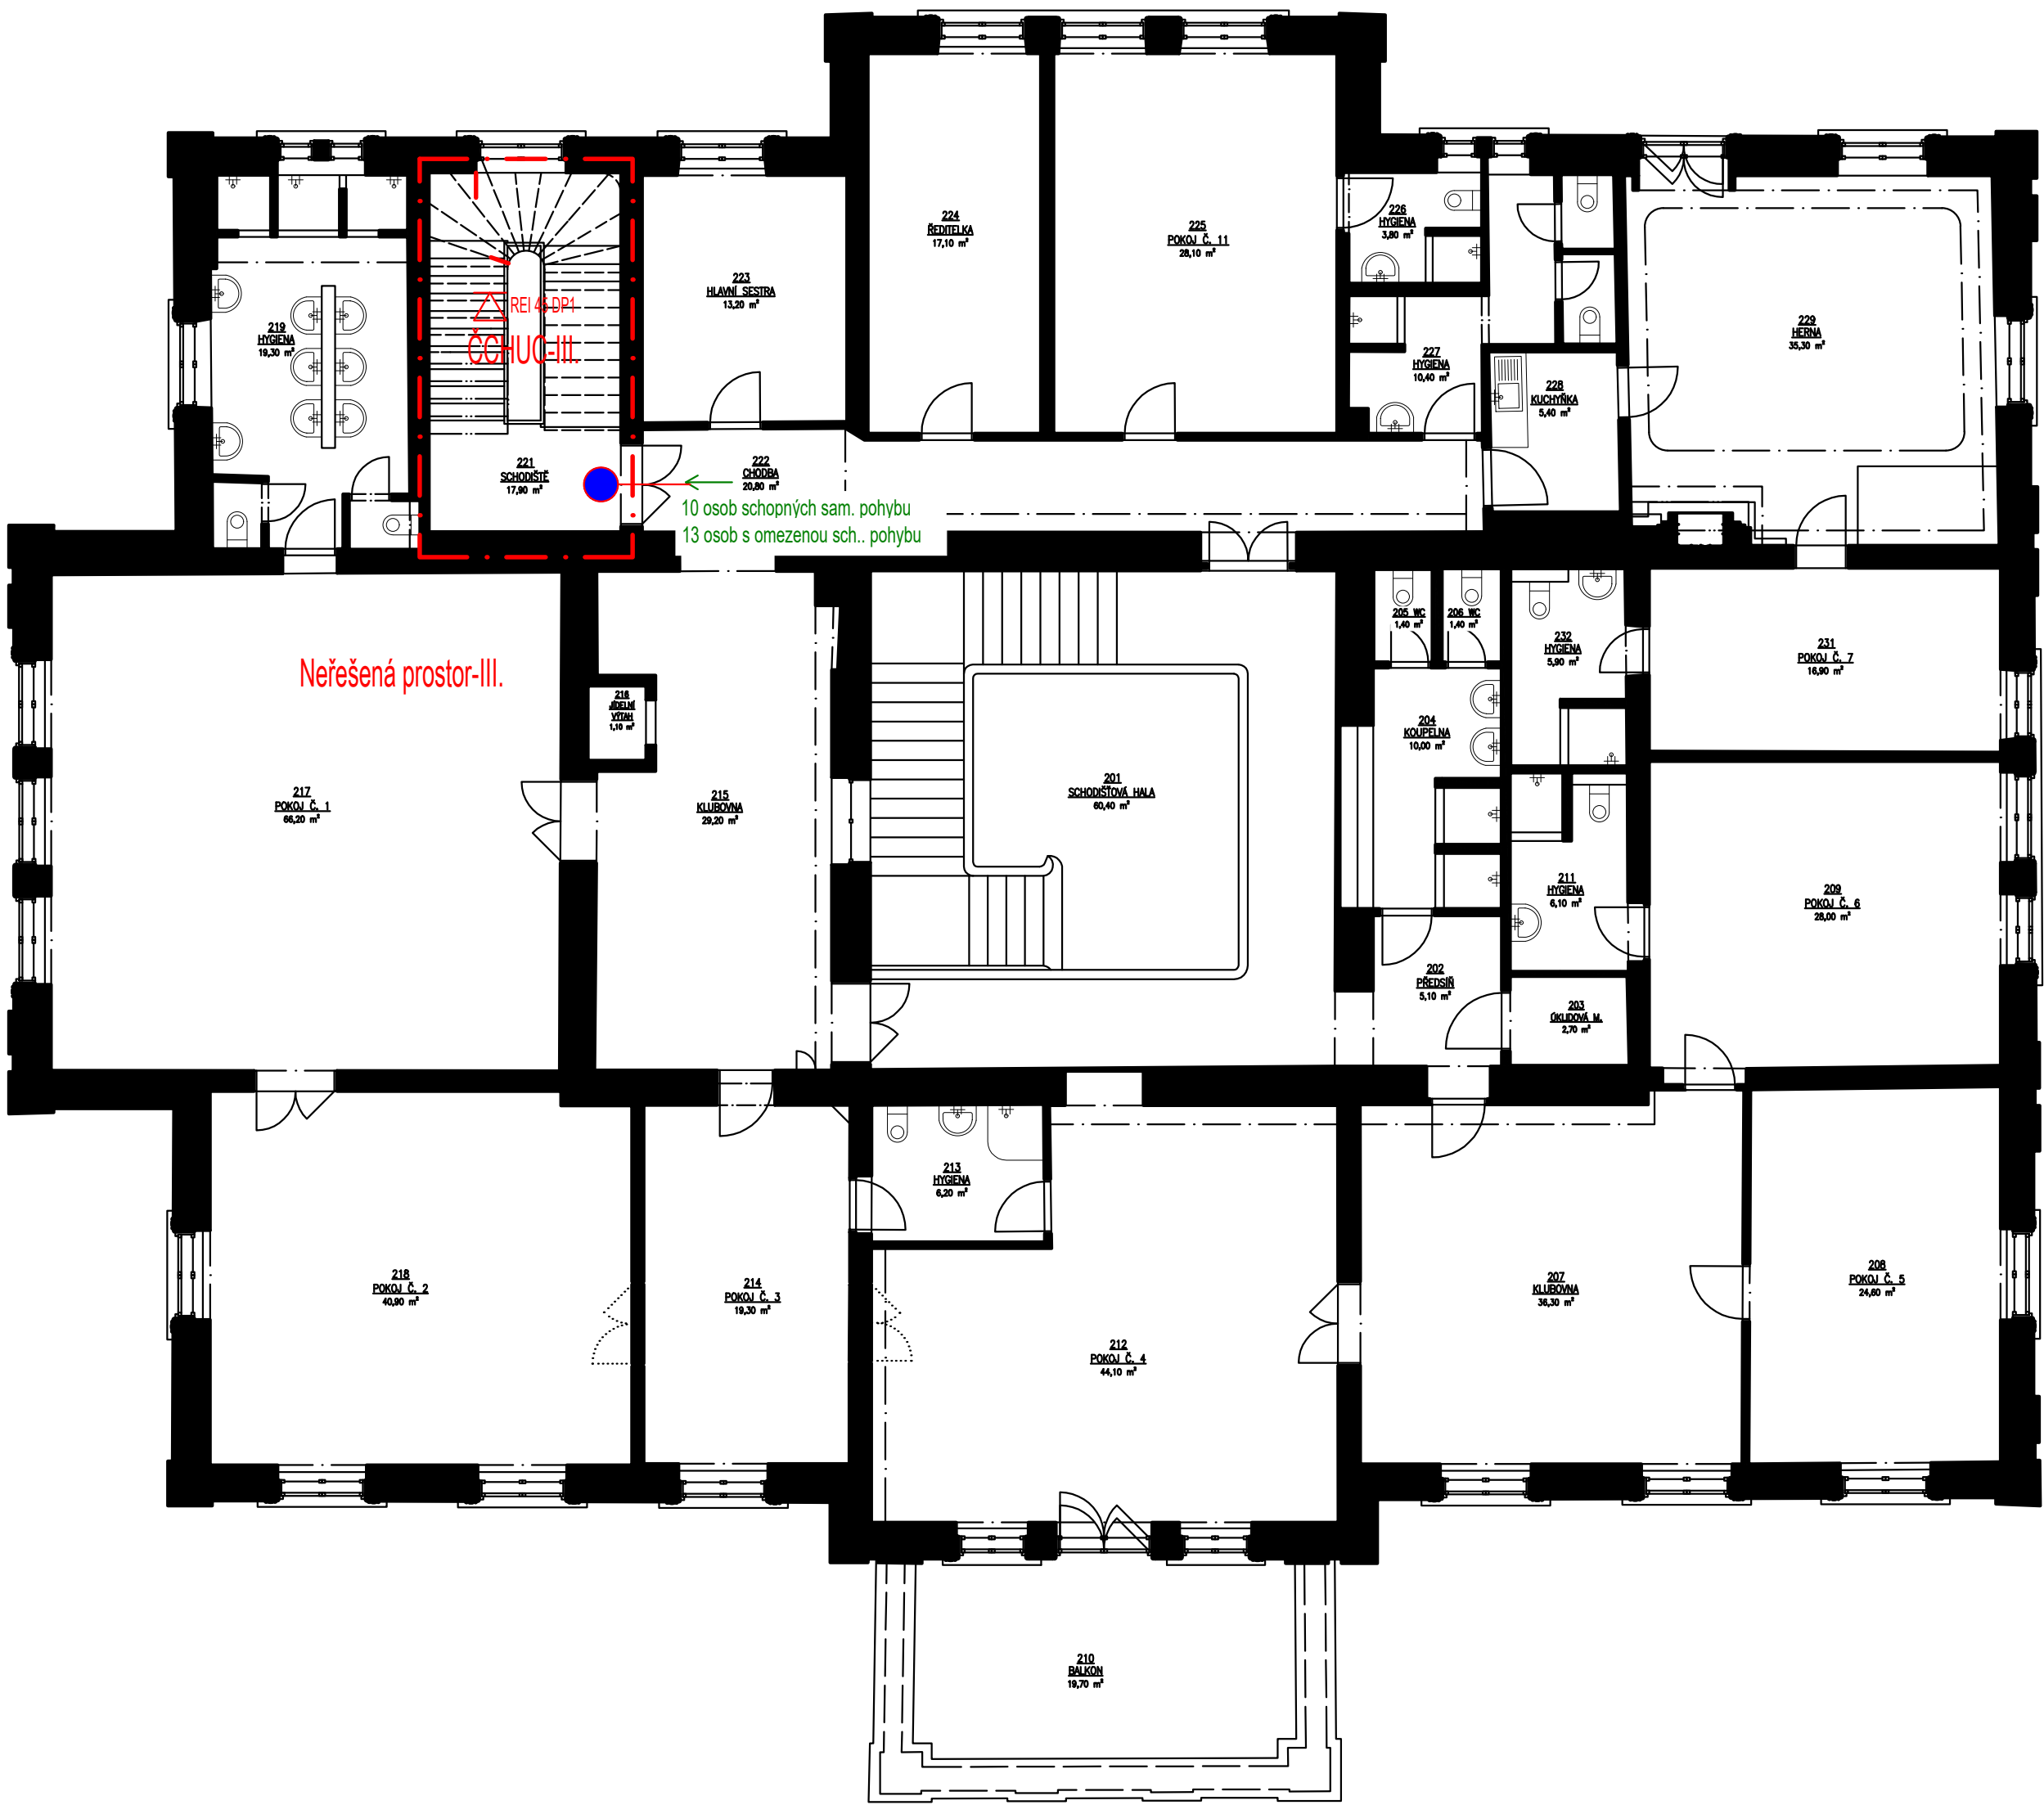 224
ŘEDITELKA
17,10 m²
225
POKOJ Č. 11
28,10 m²
226
HYGIENA
3,80 m²
223
HLAVNÍ SESTRA
13,20 m²
219
HYGIENA
19,30 m²
REI 45 DP1
ČCHUC-III.
227
HYGIENA
10,40 m²
228
KUCHYŇKA
5,40 m²
229
HERNA
35,30 m²
221
SCHODIŠTĚ
17,90 m²
222
CHODBA
20,80 m²
10 osob schopných sam. pohybu
13 osob s omezenou sch.. pohybu
205 WC
1,40 m²
206 WC
1,40 m²
232
HYGIENA
5,90 m²
231
POKOJ Č. 7
16,90 m²
Neřešená prostor-III.
216
JÍDELNÍ
VÝTAH
1,10 m²
204
KOUPELNA
10,00 m²
217
POKOJ Č. 1
66,20 m²
215
KLUBOVNA
29,20 m²
201
SCHODIŠŤOVÁ HALA
60,40 m²
211
HYGIENA
6,10 m²
209
POKOJ Č. 6
28,00 m²
202
PŘEDSÍŇ
5,10 m²
203
ÚKLIDOVÁ M.
2,70 m²
213
HYGIENA
6,20 m²
218
POKOJ Č. 2
40,90 m²
214
POKOJ Č. 3
19,30 m²
212
POKOJ Č. 4
44,10 m²
207
KLUBOVNA
36,30 m²
208
POKOJ Č. 5
24,60 m²
210
BALKON
19,70 m²